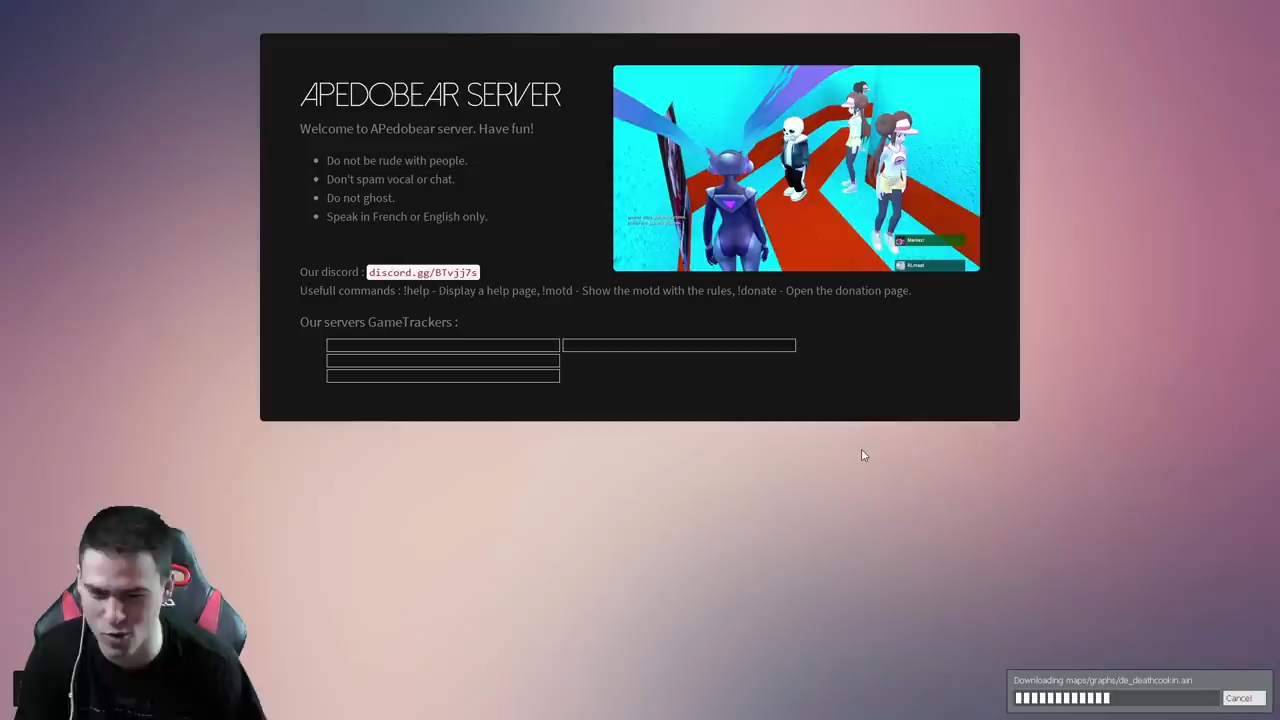 APEDOBEAR SERVER
Welcome to APedobear server. Have fun!
Do not be rude with people.
Don't spam vocal or chat.
Do not ghost.
Speak in French or English only.
Our discord : discord.gg/BTvjj7s
Usefull commands : !help - Display a help page, !motd - Show the motd with the rules, !donate - Open the donation page.
Our servers GameTrackers :
Downloading maps/graphs/de_deathcookin.ain
Cancel